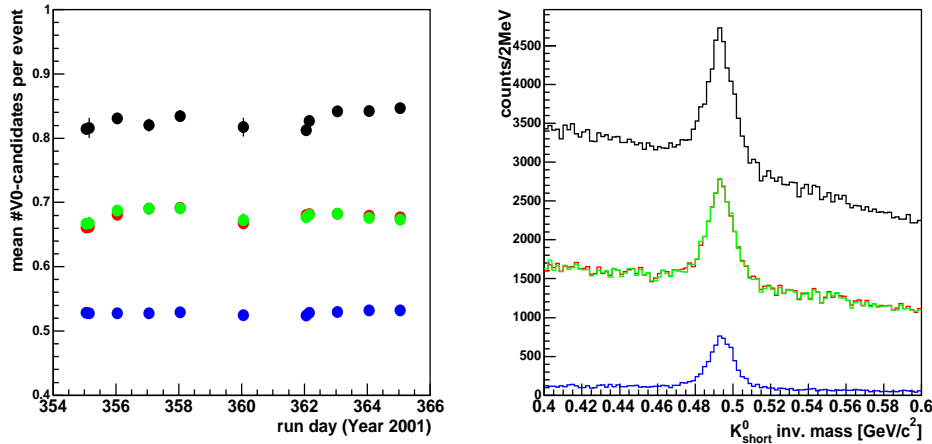 mean #V0-candidates per event
1
0.9
0.8
0.7
0.6
0.5
0.4
354 356 358 360 362 364 366
run day (Year 2001)
counts/2MeV
4500
4000
3500
3000
2500
2000
1500
1000
500
0
0.4 0.42 0.44 0.46 0.48 0.5 0.52 0.54 0.56 0.58 0.6
K⁰short inv. mass [GeV/c²]